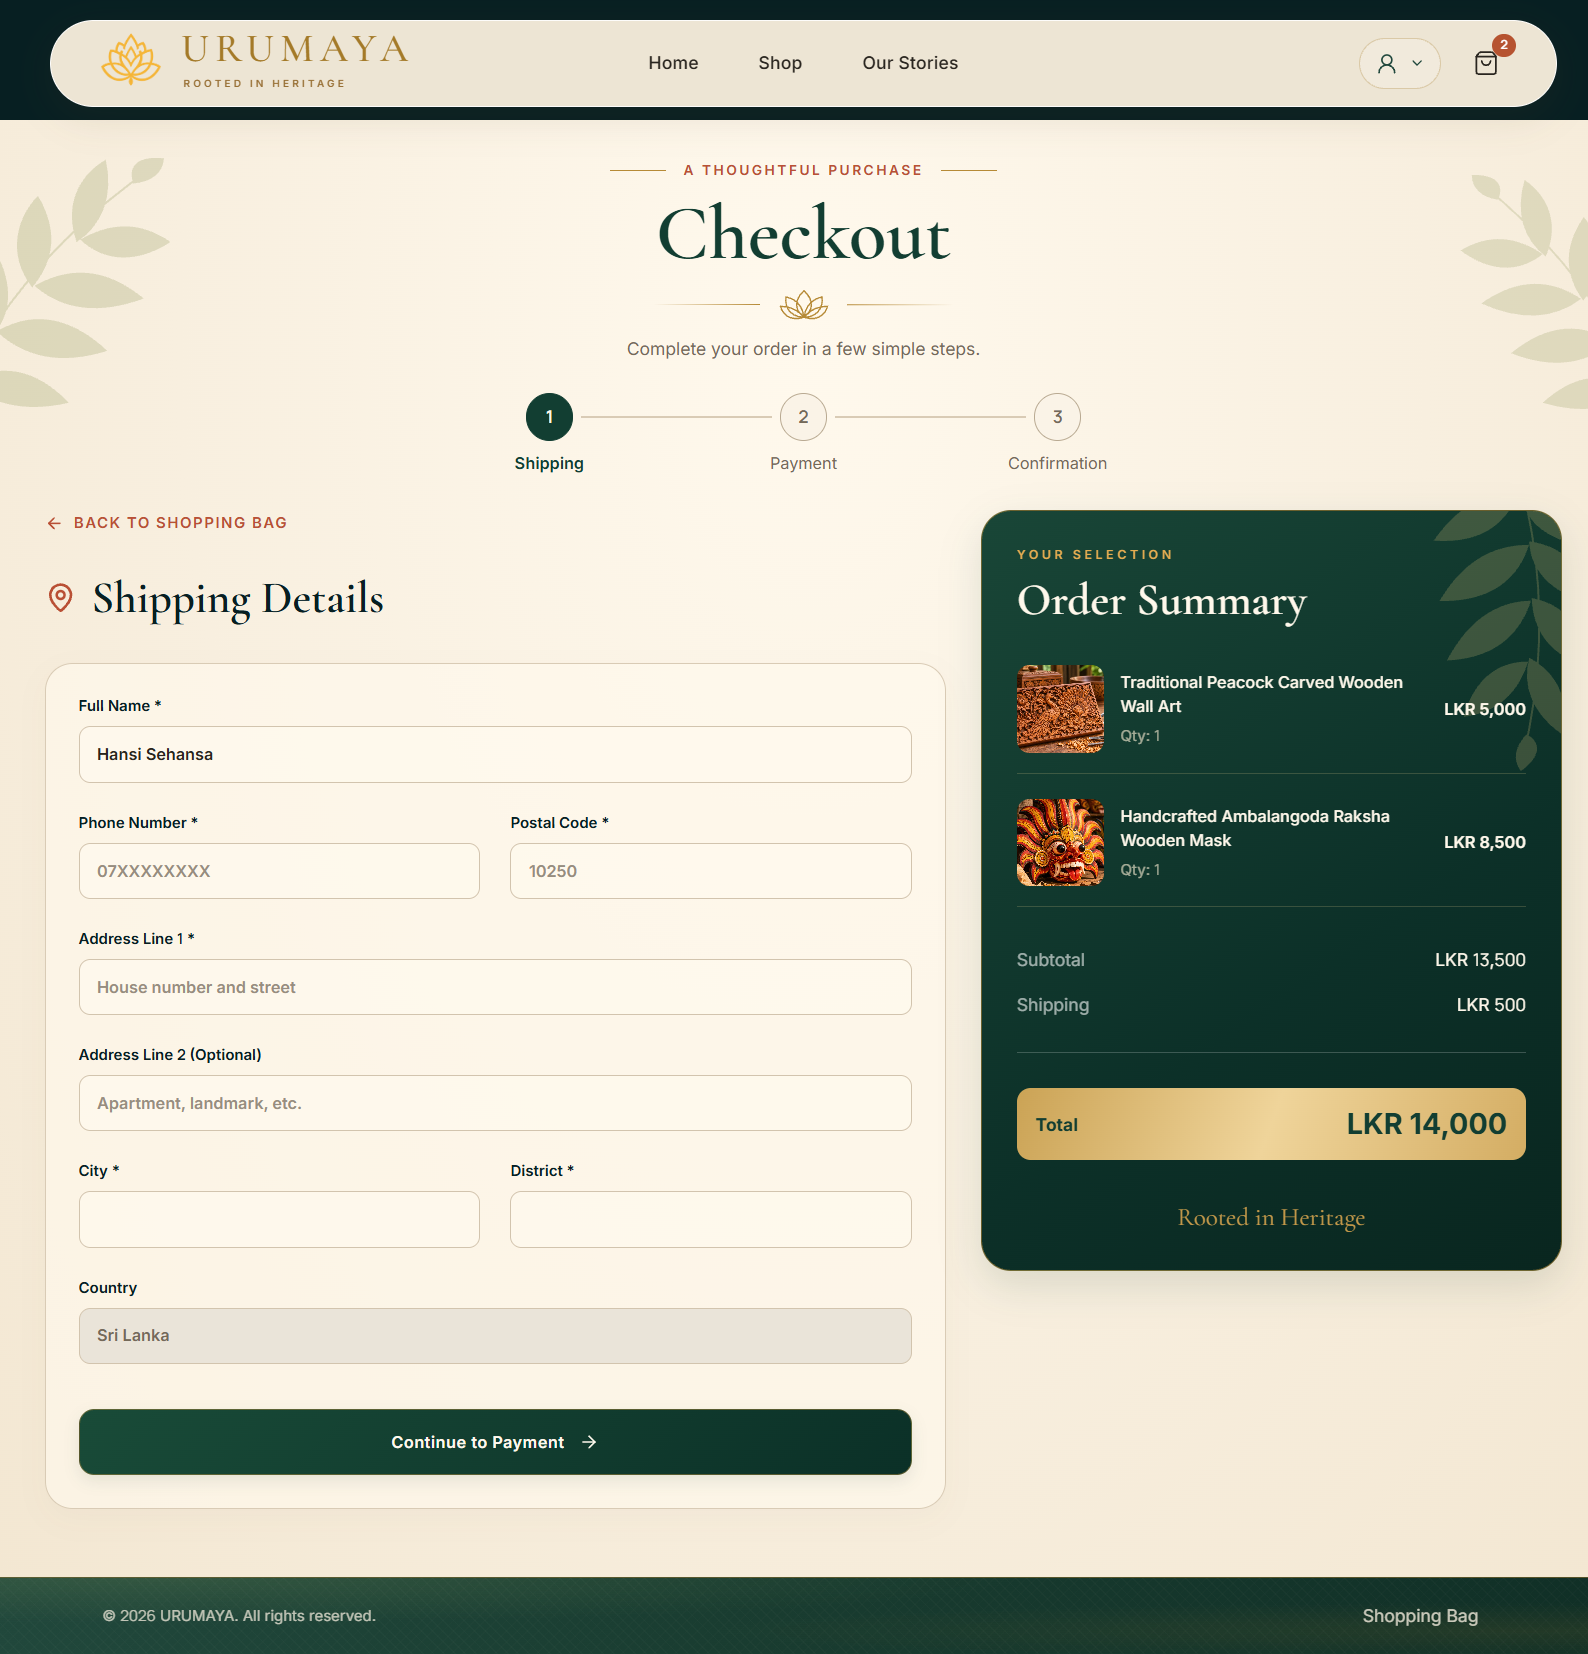 URUMAYA
ROOTED IN HERITAGE
Home
Shop
Our Stories
2
A THOUGHTFUL PURCHASE
Checkout
Complete your order in a few simple steps.
1
2
3
Shipping
Payment
Confirmation
BACK TO SHOPPING BAG
Shipping Details
Full Name *
Hansi Sehansa
Phone Number *
Postal Code *
07XXXXXXXX
10250
Address Line 1 *
House number and street
Address Line 2 (Optional)
Apartment, landmark, etc.
City *
District *
Country
Sri Lanka
Continue to Payment
YOUR SELECTION
Order Summary
Traditional Peacock Carved Wooden
Wall Art
Qty: 1
LKR 5,000
Handcrafted Ambalangoda Raksha
Wooden Mask
Qty: 1
LKR 8,500
Subtotal
LKR 13,500
Shipping
LKR 500
Total
LKR 14,000
Rooted in Heritage
© 2026 URUMAYA. All rights reserved.
Shopping Bag